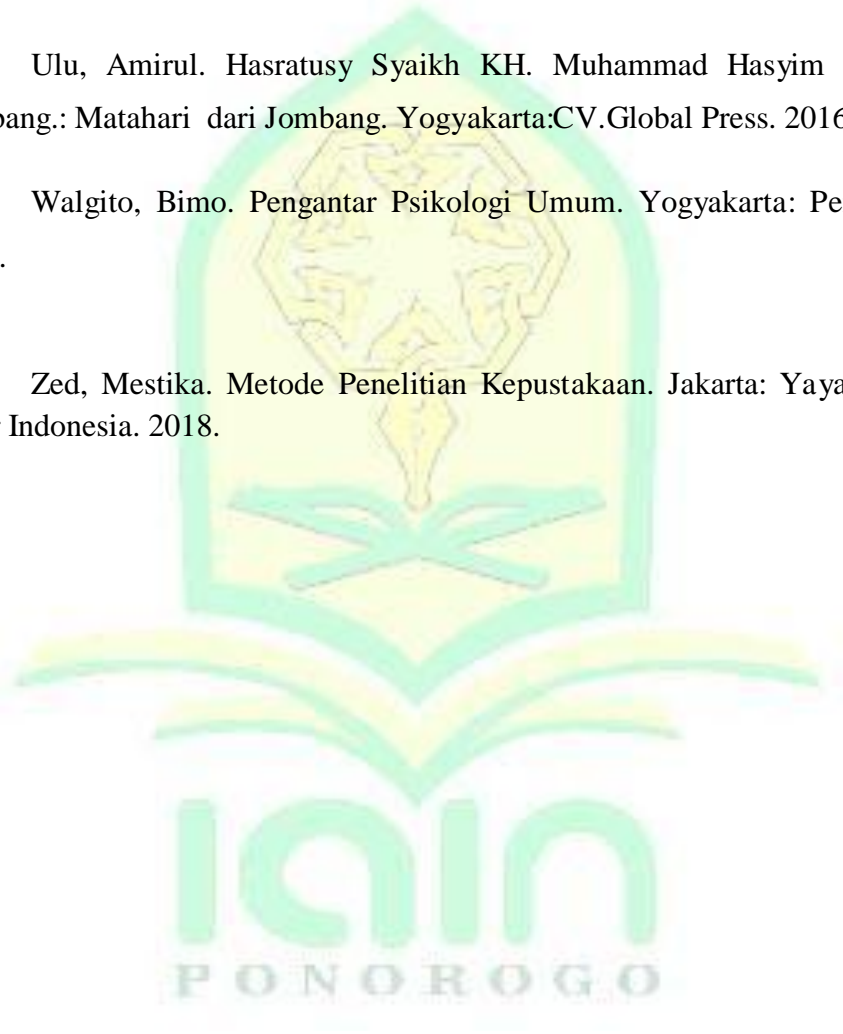 Ulu, Amirul. Hasratusy Syaikh KH. Muhammad Hasyim
bang.: Matahari dari Jombang. Yogyakarta:CV.Global Press. 2016
Walgito, Bimo. Pengantar Psikologi Umum. Yogyakarta: Pe
.
Zed, Mestika. Metode Penelitian Kepustakaan. Jakarta: Yaya
Indonesia. 2018.
iain
PONOROGO